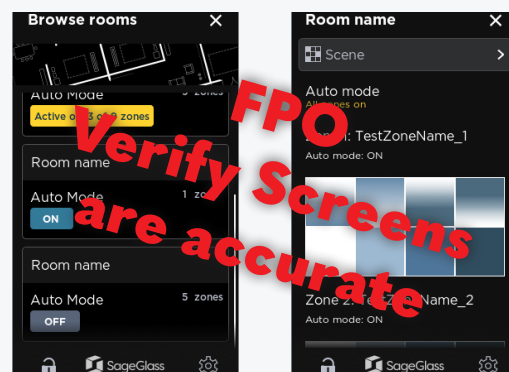 Browse rooms
Auto Mode
zones
Active on 3 of 9 zones
Room name
Auto Mode
1 zone
ON
Room name
Auto Mode
5 zones
OFF
SageGlass
Room name
Scene
Auto mode
All zones on
Zone 1: TestZoneName_1
Auto mode: ON
Zone 2: TestZoneName_2
Auto mode: ON
SageGlass
FPO
Verify Screens
are accurate